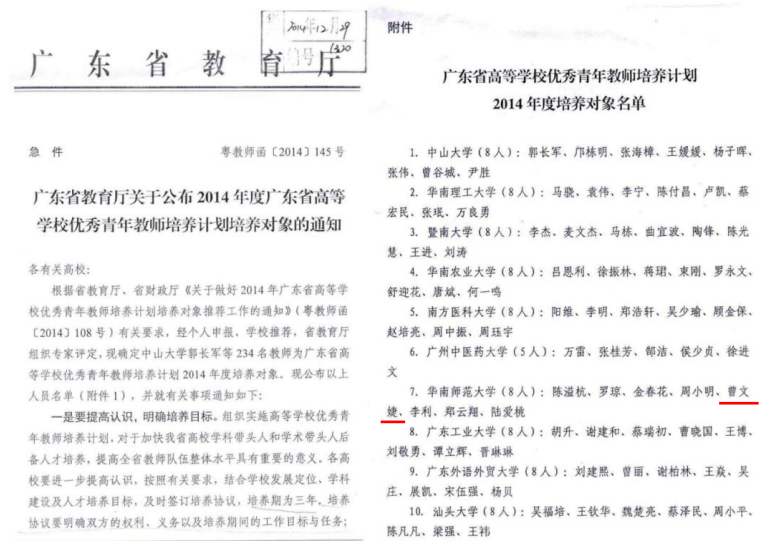 2014年12月29
1320
号
广东省教育厅
急 件
粤教师函〔2014〕145号
广东省教育厅关于公布2014年度广东省高等
学校优秀青年教师培养计划培养对象的通知
各有关高校:
根据省教育厅、省财政厅《关于做好2014年广东省高等学
校优秀青年教师培养计划培养对象推荐工作的通知》(粤教师函
〔2014〕108号)有关要求，经个人申报、学校推荐，省教育厅
组织专家评定，现确定中山大学郭长军等234名教师为广东省高
等学校优秀青年教师培养计划2014年度培养对象。现公布以上
人员名单(附件1)，并就有关事项通知如下:
一是要提高认识，明确培养目标。组织实施高等学校优秀青
年教师培养计划，对于加快我省高校学科带头人和学术带头人后
备人才培养，提高全省教师队伍整体水平具有重要的意义。各高
校要进一步提高认识，按照有关要求，结合学校发展定位、学科
建设及人才培养目标，及时签订培养协议，培养期为三年。培养
协议要明确双方的权利、义务以及培养期间的工作目标与任务;
附件
广东省高等学校优秀青年教师培养计划
2014年度培养对象名单
1. 中山大学(8人): 郭长军、邝栋明、张海樟、王媛媛、杨子晖、
张伟、曾谷城、尹胜
2. 华南理工大学(8人): 马骁、袁伟、李宁、陈付昌、卢凯、蔡
宏民、张珉、万良勇
3. 暨南大学(8人): 李杰、麦文杰、马栋、曲宜波、陶锋、陈光
慧、王进、刘涛
4. 华南农业大学(8人): 吕恩利、徐振林、蒋珺、束刚、罗永文、
舒迎花、唐斌、何一鸣
5. 南方医科大学(8人): 阳维、李明、郑浩轩、吴少瑜、顾金保、
赵培亮、周中振、周珏宇
6. 广州中医药大学(5人): 万雷、张桂芳、郜洁、侯少贞、徐进
文
7. 华南师范大学(8人): 陈溢杭、罗琼、金春花、周小明、曾文
婕、李利、郑云翔、陆爱桃
8. 广东工业大学(8人): 胡升、谢建和、蔡瑞初、曹晓国、王博、
刘敬勇、谭立辉、晋琳琳
9. 广东外语外贸大学(8人): 刘建熙、曾丽、谢柏林、王焱、吴
庄、展凯、宋伍强、杨贝
10. 汕头大学(8人): 吴福培、王钦华、魏楚亮、蔡泽民、周小平、
陈凡凡、梁强、王祎